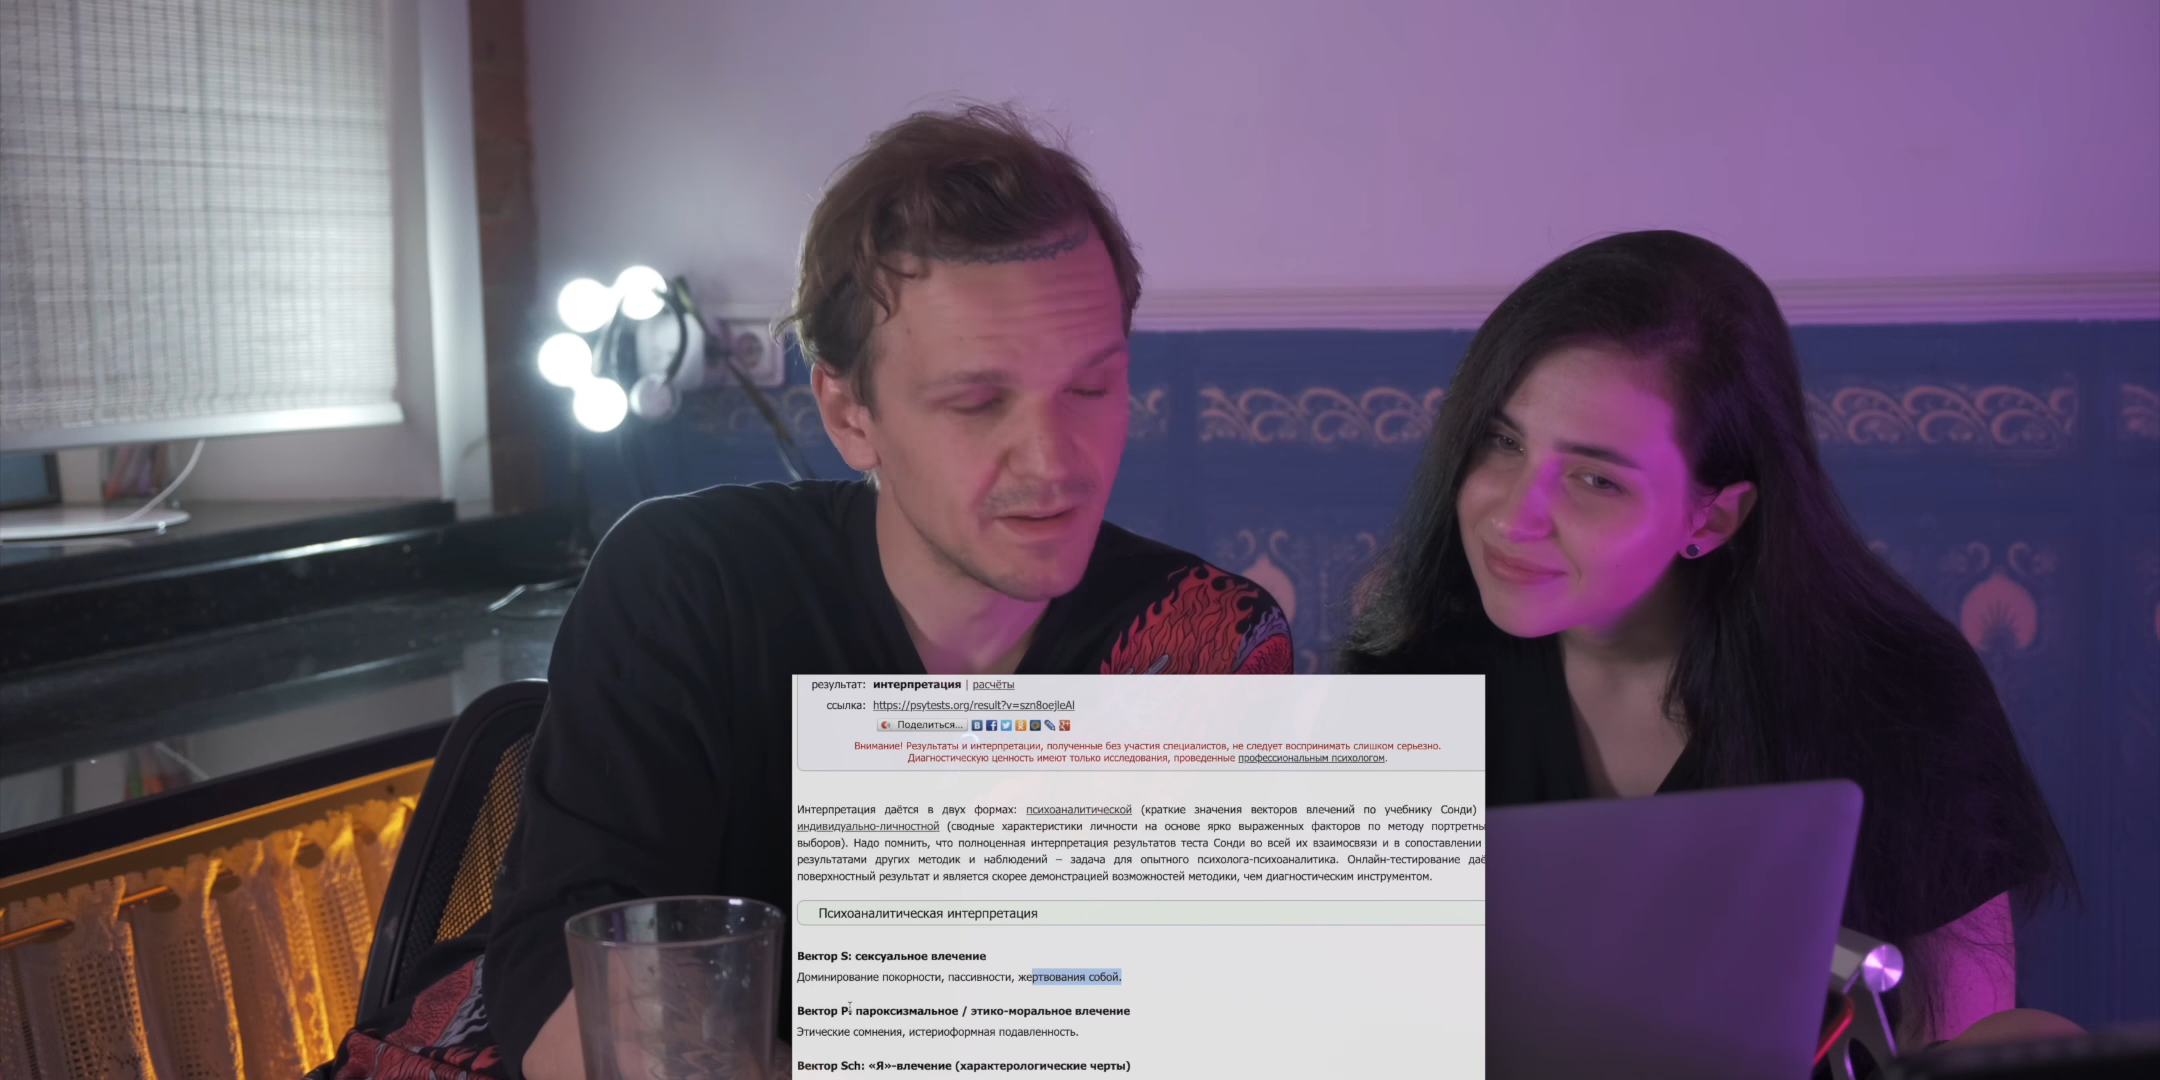 результат: интерпретация | расчёты
ссылка: https://psytests.org/result?v=szn8oejleAl
Поделиться...
Внимание! Результаты и интерпретации, полученные без участия специалистов, не следует воспринимать слишком серьезно.
Диагностическую ценность имеют только исследования, проведенные профессиональным психологом.
Интерпретация даётся в двух формах: психоаналитической (краткие значения векторов влечений по учебнику Сонди)
индивидуально-личностной (сводные характеристики личности на основе ярко выраженных факторов по методу портретны
выборов). Надо помнить, что полноценная интерпретация результатов теста Сонди во всей их взаимосвязи и в сопоставлении
результатами других методик и наблюдений – задача для опытного психолога-психоаналитика. Онлайн-тестирование даё
поверхностный результат и является скорее демонстрацией возможностей методики, чем диагностическим инструментом.
Психоаналитическая интерпретация
Вектор S: сексуальное влечение
Доминирование покорности, пассивности, жертвования собой.
Вектор P: пароксизмальное / этико-моральное влечение
Этические сомнения, истериоформная подавленность.
Вектор Sch: «Я»-влечение (характерологические черты)